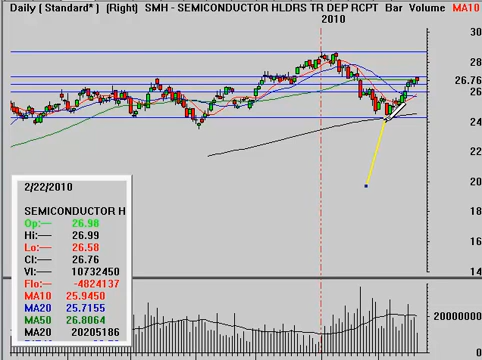 Daily ( Standard* ) (Right) SMH - SEMICONDUCTOR HLDRS TR DEP RCPT Bar Volume MA10
2010
30
28
26.76
26
24
22
20
18
16
14
2/22/2010
SEMICONDUCTOR H
Op:— 26.98
Hi:— 26.99
Lo:— 26.58
Cl:— 26.76
Vl:— 10732450
Flo:— -4824137
MA10 25.9450
MA20 25.7155
MA50 26.8064
MA20 20205186
20000000